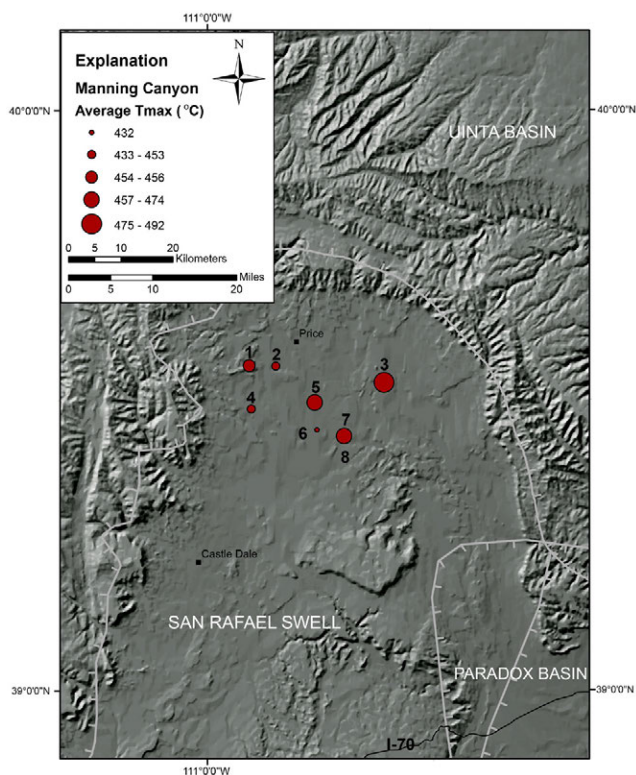 111°0'0"W
Explanation
N
Manning Canyon
Average Tmax (°C)
432
433 - 453
454 - 456
457 - 474
475 - 492
0 5 10 20
Kilometers
Miles
0 5 10 20
40°0'0"N
40°0'0"N
UINTA BASIN
Price
1
2
3
4
5
6
7
8
Castle Dale
SAN RAFAEL SWELL
PARADOX BASIN
39°0'0"N
39°0'0"N
I-70
111°0'0"W